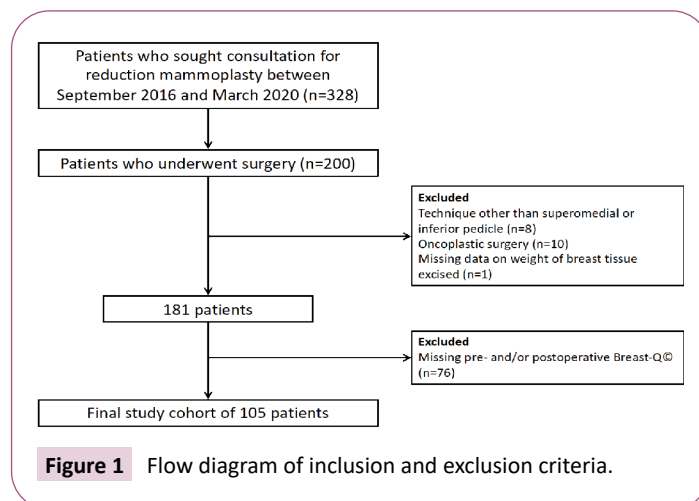 Patients who sought consultation for
reduction mammoplasty between
September 2016 and March 2020 (n=328)
Patients who underwent surgery (n=200)
Excluded
Technique other than superomedial or
inferior pedicle (n=8)
Oncoplastic surgery (n=10)
Missing data on weight of breast tissue
excised (n=1)
181 patients
Excluded
Missing pre- and/or postoperative Breast-Q©
(n=76)
Final study cohort of 105 patients
Figure 1 Flow diagram of inclusion and exclusion criteria.